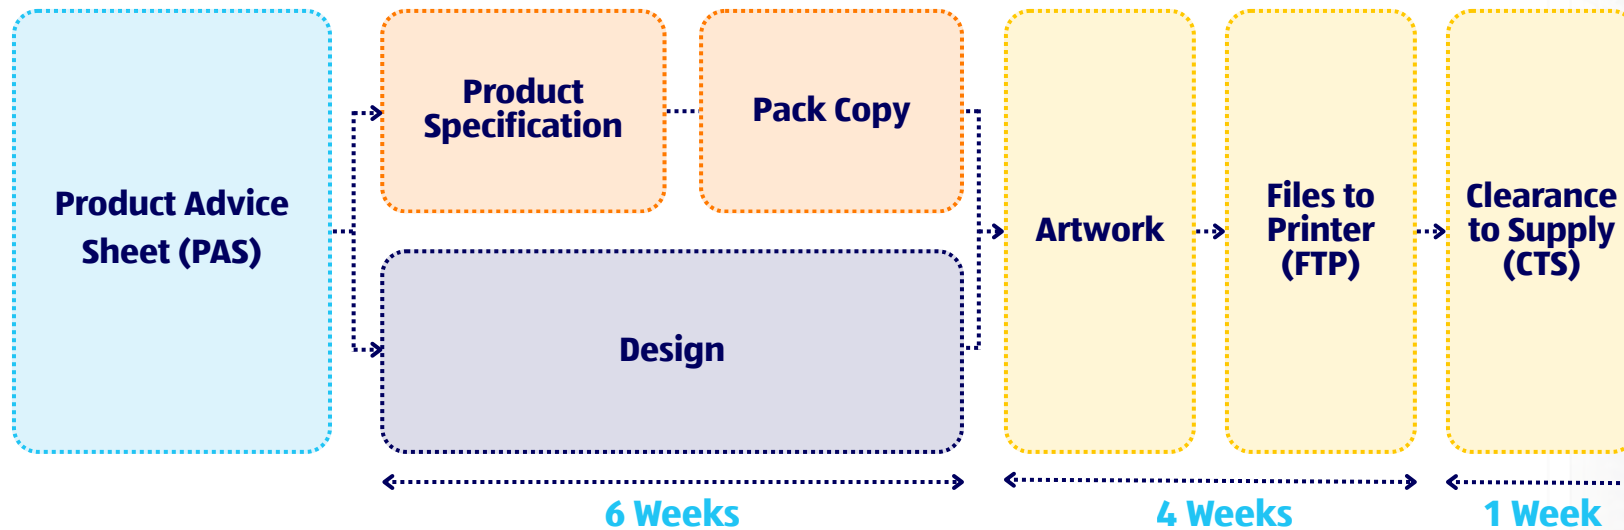 Product Advice
Sheet (PAS)
Product
Specification
Pack Copy
Design
Artwork
Files to
Printer
(FTP)
Clearance
to Supply
(CTS)
6 Weeks
4 Weeks
1 Week